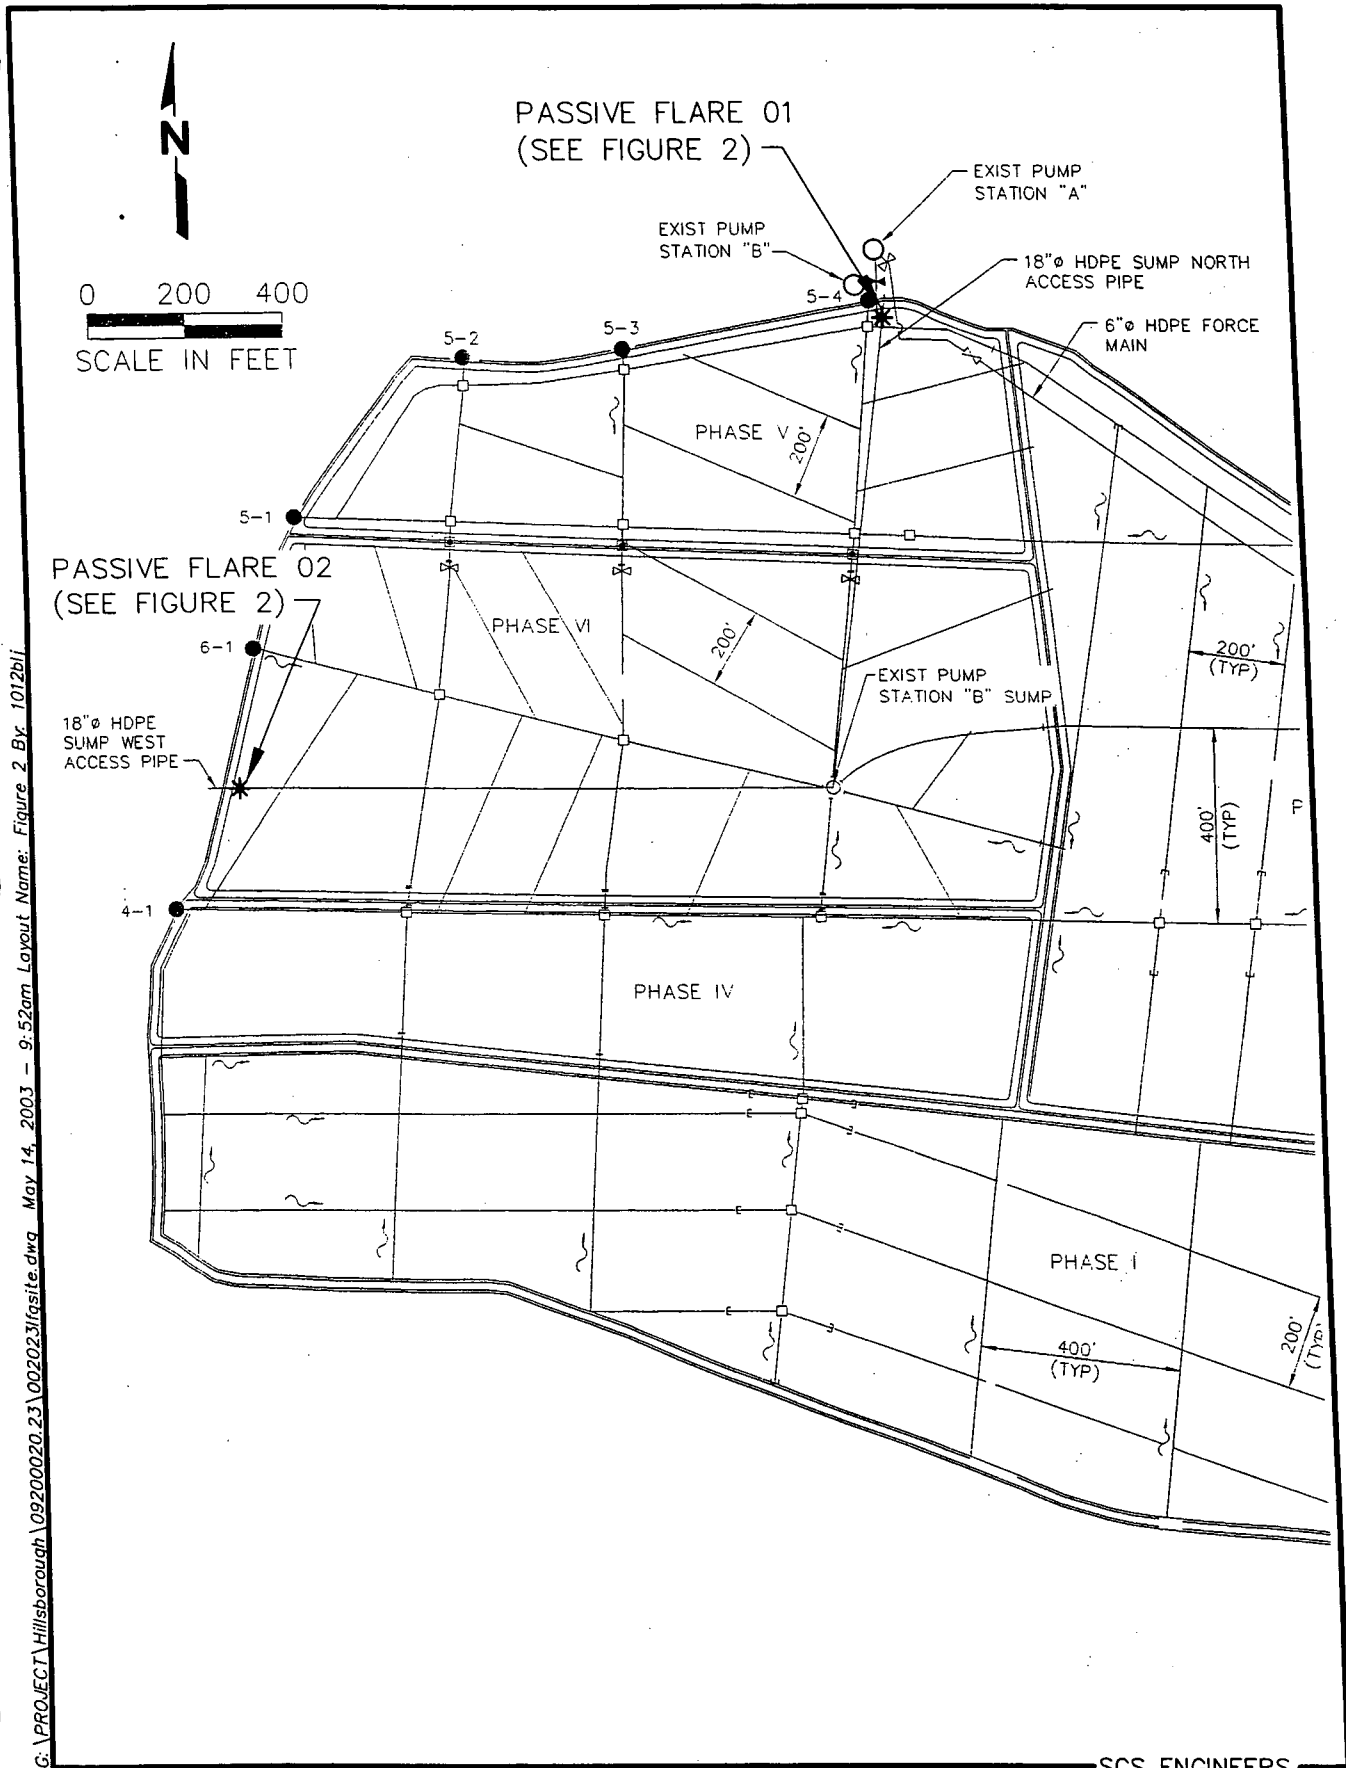 N
PASSIVE FLARE 01
(SEE FIGURE 2)
EXIST PUMP
STATION "A"
EXIST PUMP
STATION "B"
18"ø HDPE SUMP NORTH
ACCESS PIPE
0 200 400
SCALE IN FEET
5-4
6"ø HDPE FORCE
MAIN
5-2
5-3
PHASE V
200'
5-1
PASSIVE FLARE 02
(SEE FIGURE 2)
PHASE VI
6-1
200'
200'
(TYP)
EXIST PUMP
STATION "B" SUMP
18"ø HDPE
SUMP WEST
ACCESS PIPE
400'
(TYP)
P
4-1
PHASE IV
PHASE I
400'
(TYP)
200'
(TYP)
G:\PROJECT\Hillsborough\09200020.23\002023lfgsite.dwg May 14, 2003 - 9:52am Layout Name: Figure 2 By: 1012blj
SCS ENGINEERS